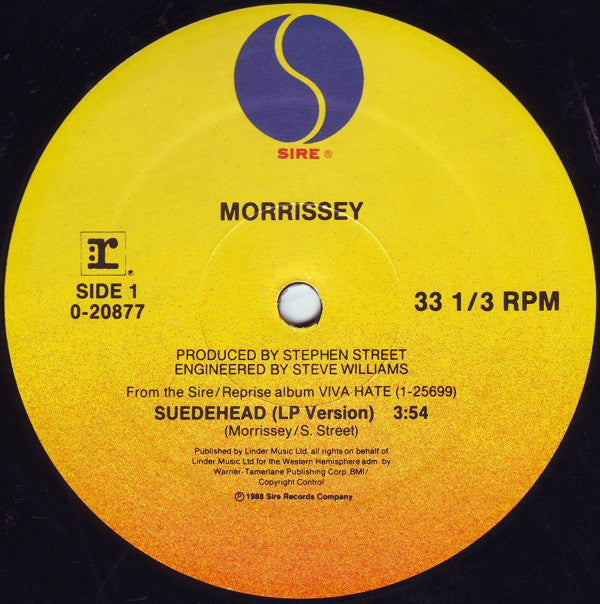 SIRE ®
MORRISSEY
r®
SIDE 1
0-20877
33 1/3 RPM
PRODUCED BY STEPHEN STREET
ENGINEERED BY STEVE WILLIAMS
From the Sire/Reprise album VIVA HATE (1-25699)
SUEDEHEAD (LP Version) 3:54
(Morrissey/S. Street)
Published by Linder Music Ltd, all rights on behalf of
Linder Music Ltd for the Western Hemisphere adm. by
Warner-Tamerlane Publishing Corp. BMI/
Copyright Control
℗ 1988 Sire Records Company